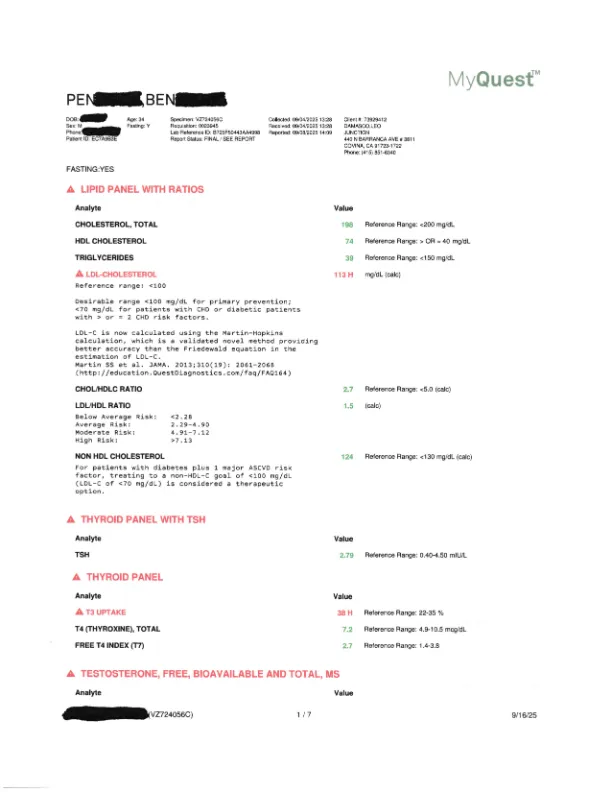 MyQuest™
PEN BEN
DOB: Age: 34 Specimen: VZ724056C Collected: 09/04/2025 13:28 Client #: 73929412
Sex: M Fasting: Y Requisition: 0003945 Received: 09/04/2025 13:28 DAMASCO, LEO
Phone: Lab Reference ID: Reported: 09/08/2025 14:09 JUNCTION
Patient ID: Report Status: FINAL / SEE REPORT 440 N BARRANCA AVE #
COVINA, CA 91723-1722
Phone: (415) 851-6340
FASTING:YES
LIPID PANEL WITH RATIOS
Analyte Value
CHOLESTEROL, TOTAL 198 Reference Range: <200 mg/dL
HDL CHOLESTEROL 74 Reference Range: > OR = 40 mg/dL
TRIGLYCERIDES 39 Reference Range: <150 mg/dL
LDL-CHOLESTEROL 113 H mg/dL (calc)
Reference range: <100
Desirable range <100 mg/dL for primary prevention;
<70 mg/dL for patients with CHD or diabetic patients
with > or = 2 CHD risk factors.
LDL-C is now calculated using the Martin-Hopkins
calculation, which is a validated novel method providing
better accuracy than the Friedewald equation in the
estimation of LDL-C.
Martin SS et al. JAMA. 2013;310(19): 2061-2068
(http://education.QuestDiagnostics.com/faq/FAQ164)
CHOL/HDLC RATIO 2.7 Reference Range: <5.0 (calc)
LDL/HDL RATIO 1.5 (calc)
Below Average Risk: <2.28
Average Risk: 2.29-4.90
Moderate Risk: 4.91-7.12
High Risk: >7.13
NON HDL CHOLESTEROL 124 Reference Range: <130 mg/dL (calc)
For patients with diabetes plus 1 major ASCVD risk
factor, treating to a non-HDL-C goal of <100 mg/dL
(LDL-C of <70 mg/dL) is considered a therapeutic
option.
THYROID PANEL WITH TSH
Analyte Value
TSH 2.79 Reference Range: 0.40-4.50 mIU/L
THYROID PANEL
Analyte Value
T3 UPTAKE 38 H Reference Range: 22-35 %
T4 (THYROXINE), TOTAL 7.2 Reference Range: 4.9-10.5 mcg/dL
FREE T4 INDEX (T7) 2.7 Reference Range: 1.4-3.8
TESTOSTERONE, FREE, BIOAVAILABLE AND TOTAL, MS
Analyte Value
(VZ724056C) 1 / 7 9/16/25